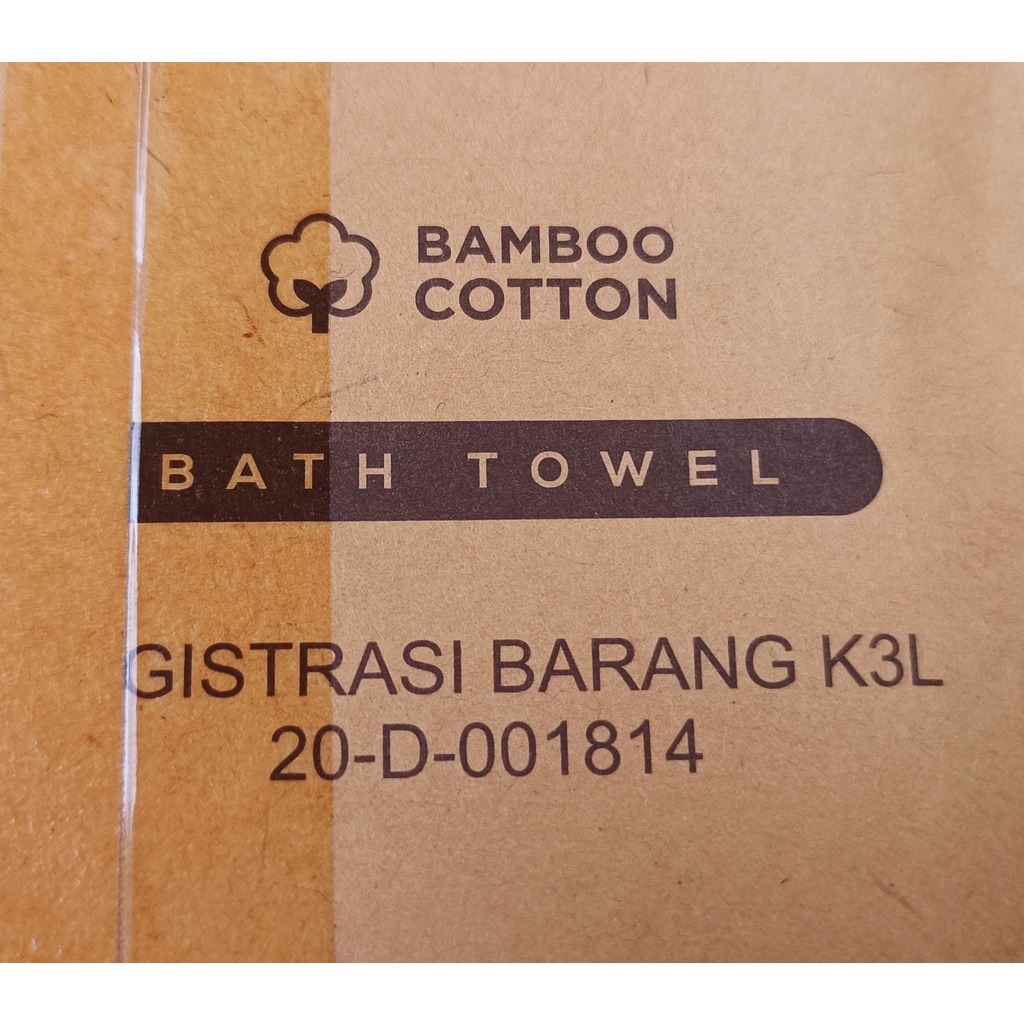 BAMBOO
COTTON
BATH TOWEL
GISTRASI BARANG K3L
20-D-001814